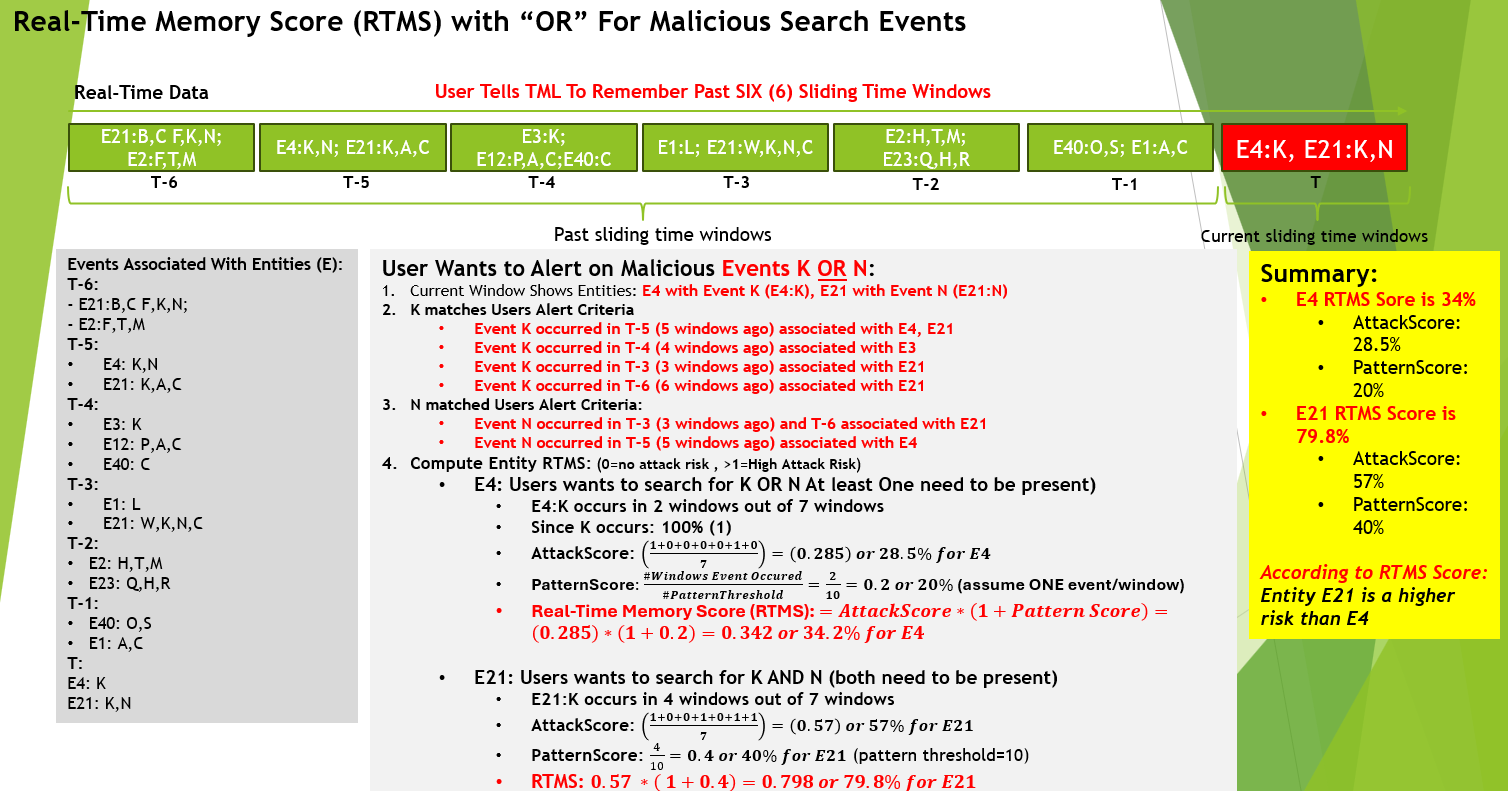 Real-Time Memory Score (RTMS) with “OR” For Malicious Search Events
Real-Time Data
User Tells TML To Remember Past SIX (6) Sliding Time Windows
E21:B,C F,K,N;
E2:F,T,M
E4:K,N; E21:K,A,C
E3:K;
E12:P,A,C;E40:C
E1:L; E21:W,K,N,C
E2:H,T,M;
E23:Q,H,R
E40:O,S; E1:A,C
E4:K, E21:K,N
T-6
T-5
T-4
T-3
T-2
T-1
T
Past sliding time windows
Current sliding time windows
Events Associated With Entities (E):
T-6:
- E21:B,C F,K,N;
- E2:F,T,M
T-5:
• E4: K,N
• E21: K,A,C
T-4:
• E3: K
• E12: P,A,C
• E40: C
T-3:
• E1: L
• E21: W,K,N,C
T-2:
• E2: H,T,M
• E23: Q,H,R
T-1:
• E40: O,S
• E1: A,C
T:
E4: K
E21: K,N
User Wants to Alert on Malicious Events K OR N:
1. Current Window Shows Entities: E4 with Event K (E4:K), E21 with Event N (E21:N)
2. K matches Users Alert Criteria
• Event K occurred in T-5 (5 windows ago) associated with E4, E21
• Event K occurred in T-4 (4 windows ago) associated with E3
• Event K occurred in T-3 (3 windows ago) associated with E21
• Event K occurred in T-6 (6 windows ago) associated with E21
3. N matched Users Alert Criteria:
• Event N occurred in T-3 (3 windows ago) and T-6 associated with E21
• Event N occurred in T-5 (5 windows ago) associated with E4
4. Compute Entity RTMS: (0=no attack risk , >1=High Attack Risk)
• E4: Users wants to search for K OR N At least One need to be present)
• E4:K occurs in 2 windows out of 7 windows
• Since K occurs: 100% (1)
• AttackScore: (1+0+0+0+0+1+0/7) = (0.285) or 28.5% for E4
• PatternScore: #Windows Event Occured/#PatternThreshold = 2/10 = 0.2 or 20% (assume ONE event/window)
• Real-Time Memory Score (RTMS): = AttackScore * (1 + Pattern Score) =
(0.285) * (1 + 0.2) = 0.342 or 34.2% for E4
• E21: Users wants to search for K AND N (both need to be present)
• E21:K occurs in 4 windows out of 7 windows
• AttackScore: (1+0+0+1+0+1+1/7) = (0.57) or 57% for E21
• PatternScore: 4/10 = 0.4 or 40% for E21 (pattern threshold=10)
• RTMS: 0.57 * (1 + 0.4) = 0.798 or 79.8% for E21
Summary:
• E4 RTMS Sore is 34%
• AttackScore:
28.5%
• PatternScore:
20%
• E21 RTMS Score is
79.8%
• AttackScore:
57%
• PatternScore:
40%
According to RTMS Score:
Entity E21 is a higher
risk than E4